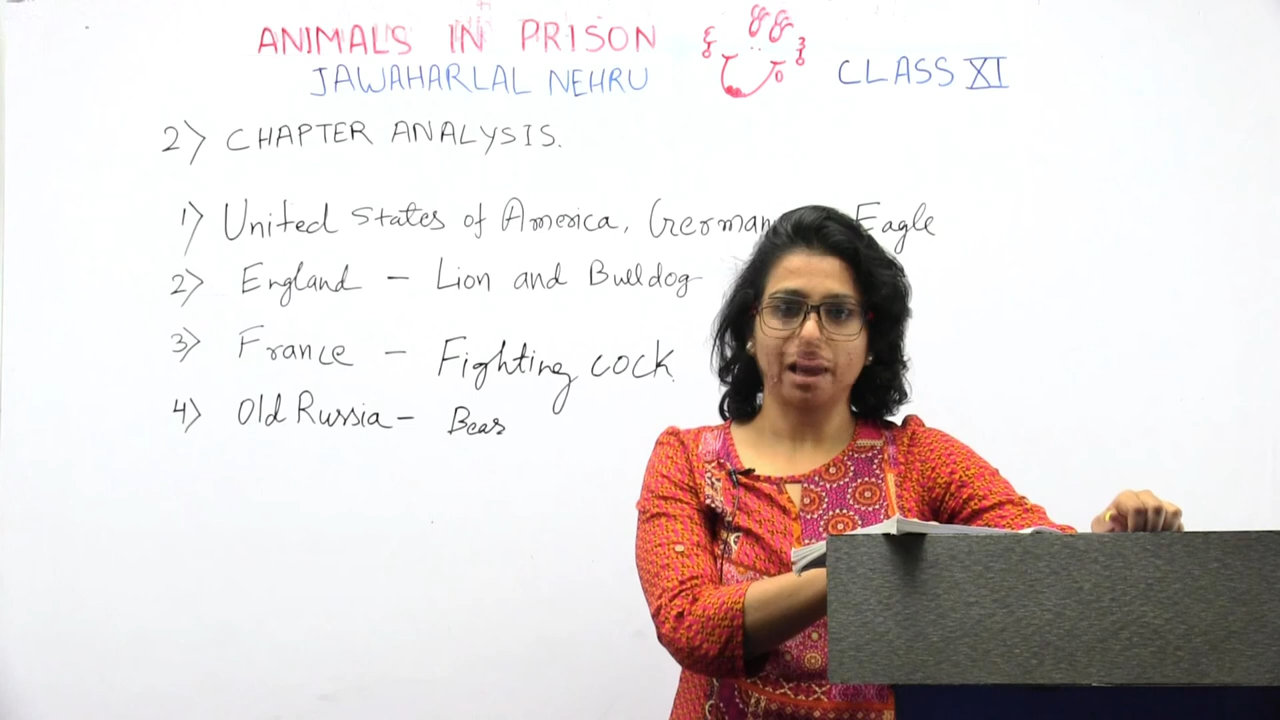 ANIMALS IN PRISON
JAWAHARLAL NEHRU
CLASS XI
2) CHAPTER ANALYSIS.
1) United States of America, German Eagle
2) England - Lion and Bulldog
3) France - Fighting cock
4) Old Russia - Bear